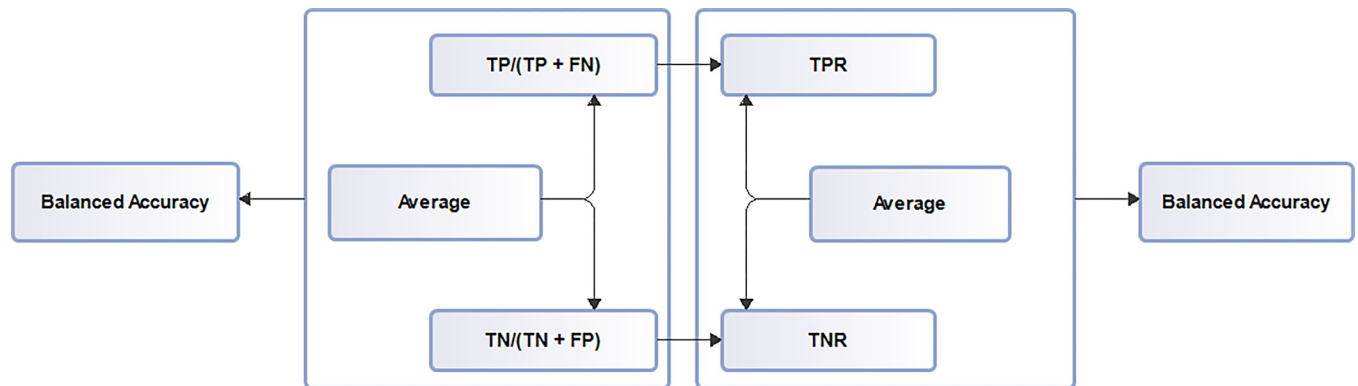 TP/(TP + FN)
TPR
Balanced Accuracy
Average
Average
Balanced Accuracy
TN/(TN + FP)
TNR